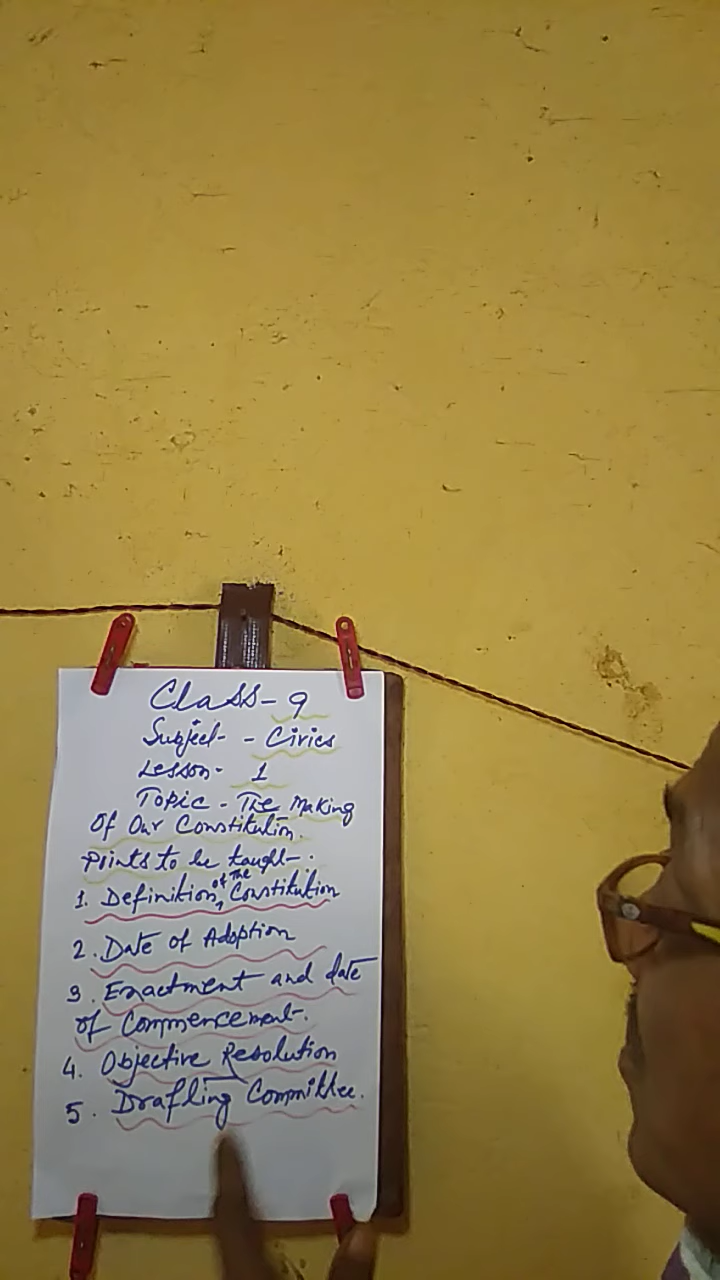 Class - 9
Subject - Civics
Lesson - 1
Topic - The Making
Of Our Constitution.
Points to be taught - .
1. Definition of the Constitution
2. Date of Adoption
3. Enactment and date
of Commencement.
4. Objective Resolution
5. Drafting Committee.